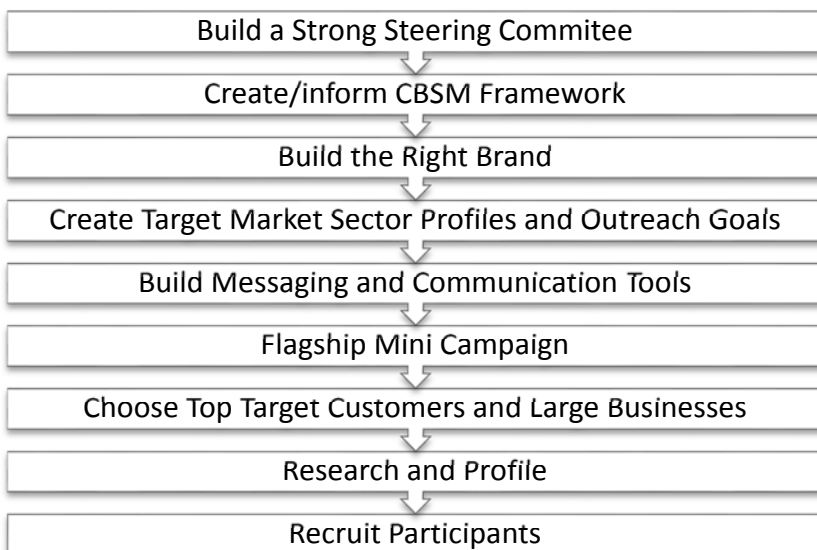 Build a Strong Steering Commitee
Create/inform CBSM Framework
Build the Right Brand
Create Target Market Sector Profiles and Outreach Goals
Build Messaging and Communication Tools
Flagship Mini Campaign
Choose Top Target Customers and Large Businesses
Research and Profile
Recruit Participants